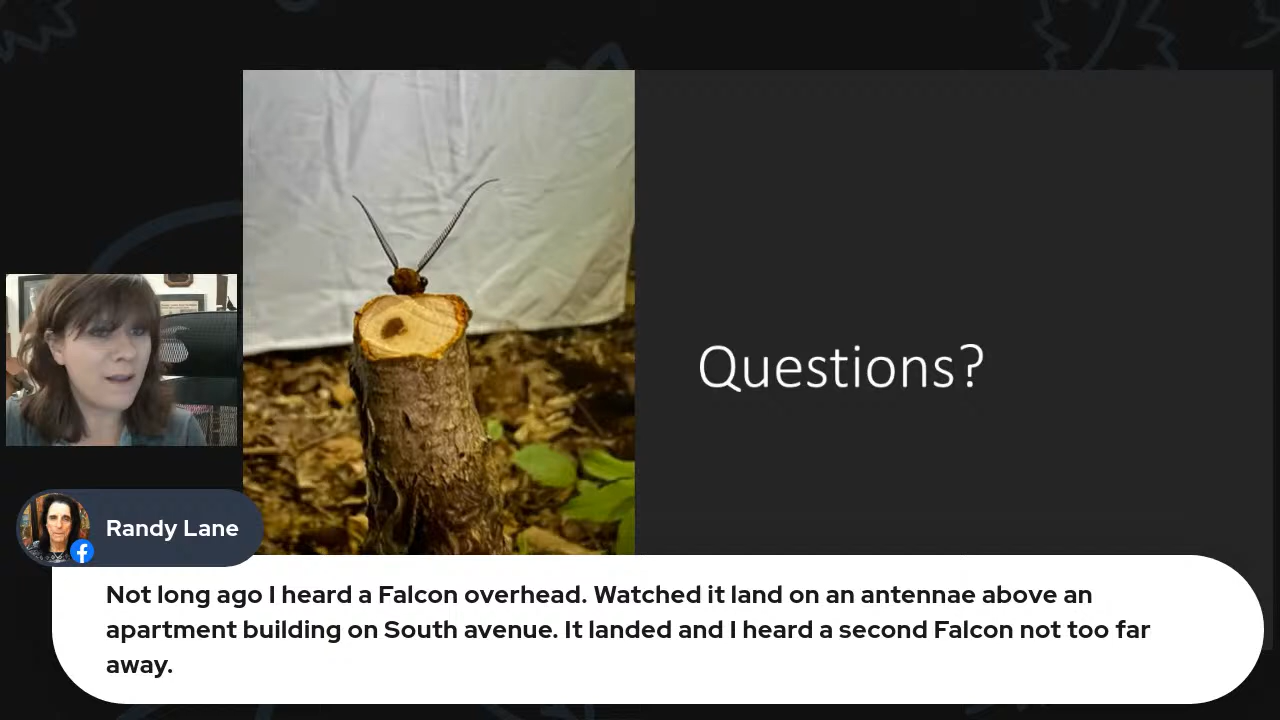 Questions?
Randy Lane
Not long ago I heard a Falcon overhead. Watched it land on an antennae above an
apartment building on South avenue. It landed and I heard a second Falcon not too far
away.